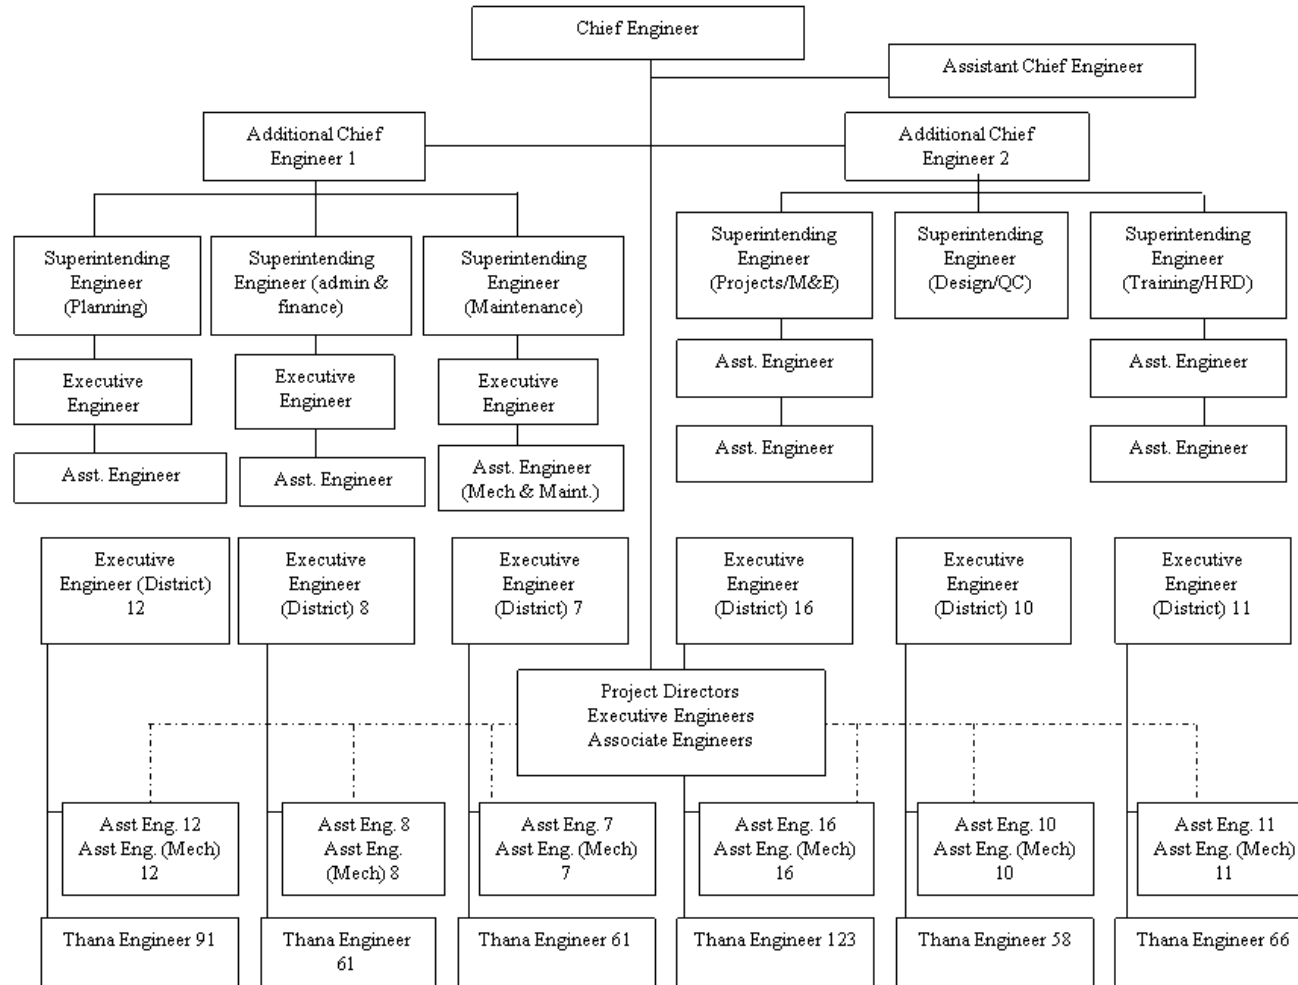 Chief Engineer
Assistant Chief Engineer
Additional Chief
Engineer 1
Additional Chief
Engineer 2
Superintending
Engineer
(Planning)
Superintending
Engineer (admin &
finance)
Superintending
Engineer
(Maintenance)
Superintending
Engineer
(Projects/M&E)
Superintending
Engineer
(Design/QC)
Superintending
Engineer
(Training/HRD)
Executive
Engineer
Executive
Engineer
Executive
Engineer
Asst. Engineer
Asst. Engineer
Asst. Engineer
Asst. Engineer
Asst. Engineer
(Mech & Maint.)
Asst. Engineer
Asst. Engineer
Executive
Engineer (District)
12
Executive
Engineer
(District) 8
Executive
Engineer
(District) 7
Executive
Engineer
(District) 16
Executive
Engineer
(District) 10
Executive
Engineer
(District) 11
Project Directors
Executive Engineers
Associate Engineers
Asst Eng. 12
Asst Eng. (Mech)
12
Asst Eng. 8
Asst Eng.
(Mech) 8
Asst Eng. 7
Asst Eng. (Mech)
7
Asst Eng. 16
Asst Eng. (Mech)
16
Asst Eng. 10
Asst Eng. (Mech)
10
Asst Eng. 11
Asst Eng. (Mech)
11
Thana Engineer 91
Thana Engineer
61
Thana Engineer 61
Thana Engineer 123
Thana Engineer 58
Thana Engineer 66